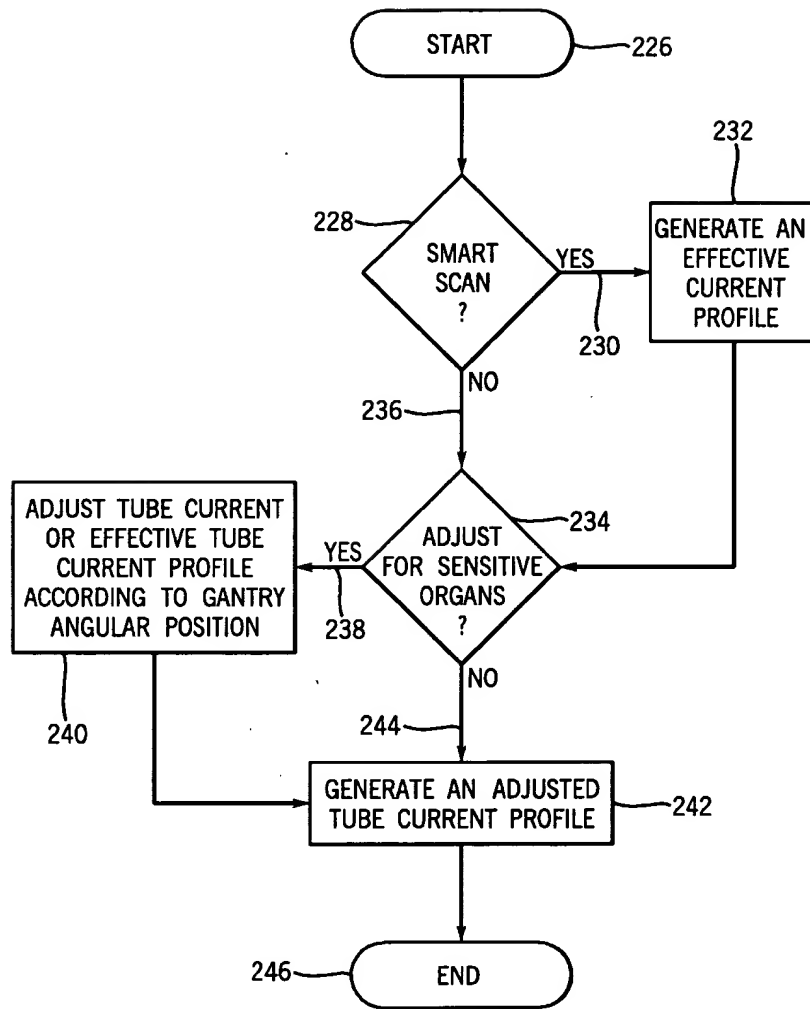 START
226
232
228
SMART
SCAN
?
YES
230
GENERATE AN
EFFECTIVE
CURRENT
PROFILE
NO
236
ADJUST TUBE CURRENT
OR EFFECTIVE TUBE
CURRENT PROFILE
ACCORDING TO GANTRY
ANGULAR POSITION
YES
238
ADJUST
FOR SENSITIVE
ORGANS
?
234
240
NO
244
GENERATE AN ADJUSTED
TUBE CURRENT PROFILE
242
246
END